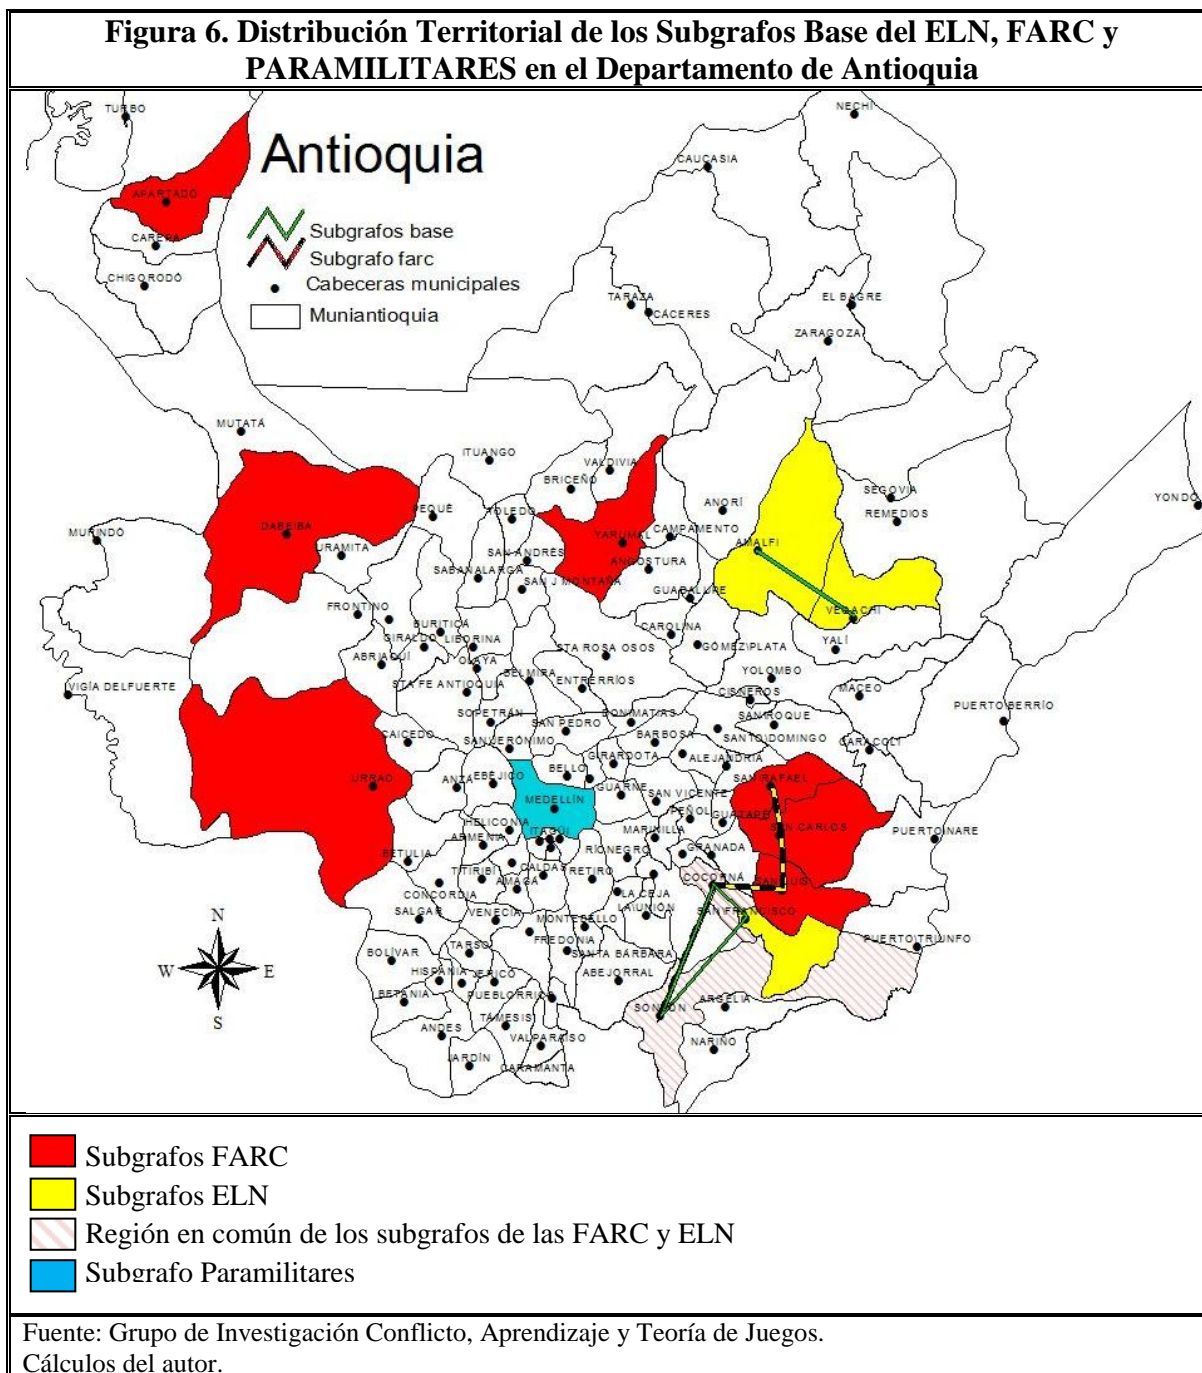 Figura 6. Distribución Territorial de los Subgrafos Base del ELN, FARC y
PARAMILITARES en el Departamento de Antioquia
TURBO
NECHÍ
Antioquia
CAUCASIA
APARTADÓ
Subgrafos base
CAREPA
Subgrafo farc
CHIGORODÓ
Cabeceras municipales
TARAZA
EL BAGRE
CÁCERES
Muniantioquia
ZARAGOZA
MUTATÁ
ITUANGO
VALDIVIA
BRICEÑO
SEGOVIA
YONDÓ
ANORÍ
PEQUÉ
TOLEDO
REMEDIOS
DABEIBA
CAMPAMENTO
MURINDÓ
YARUMAL
AMALFI
URAMITA
SAN ANDRÉS
ANGOSTURA
SABANALARGA
SAN J MONTAÑA
GUADALUPE
FRONTINO
VEGACHÍ
BURITICÁ
CAROLINA
GIRALDO
LIBORINA
GÓMEZ PLATA
YALÍ
ABRIAQUÍ
OLAYA
STA ROSA OSOS
YOLOMBO
BELMIRA
ENTRERRÍOS
STA FE ANTIOQUIA
VIGÍA DEL FUERTE
CISNEROS
MACEO
PUERTO BERRÍO
SOPETRÁN
SAN PEDRO
DON MATIAS
SAN ROQUE
CAICEDO
SANJERÓNIMO
BARBOSA
SANTO DOMINGO
CARACOLÍ
GIRARDOTA
ALEJANDRIA
BELLO
SAN RAFAEL
URRAO
ANZÁ
EBÉJICO
GUARNE
SAN VICENTE
MEDELLÍN
PEÑOL
GUATAPÉ
HELICONIA
ITAGÜÍ
SAN CARLOS
PUERTO NARE
ARMENIA
MARINILLA
BETULIA
RÍONEGRO
GRANADA
TITIRIBÍ
CALDAS
RETIRO
COCORNÁ
SAN LUIS
AMAGÁ
CONCORDIA
LA CEJA
SALGAR
VENECIA
LA UNIÓN
SAN FRANCISCO
MONTEBELLO
FREDONIA
PUERTO TRIUNFO
BOLÍVAR
TARSO
SANTA BÁRBARA
HISPANIA
JERICÓ
ABEJORRAL
BETANIA
PUEBLORRICO
SONSÓN
ARGELIA
ANDES
TÁMESIS
VALPARAÍSO
NARIÑO
JARDÍN
CARAMANTA
N
W
E
S
Subgrafos FARC
Subgrafos ELN
Región en común de los subgrafos de las FARC y ELN
Subgrafo Paramilitares
Fuente: Grupo de Investigación Conflicto, Aprendizaje y Teoría de Juegos.
Cálculos del autor.